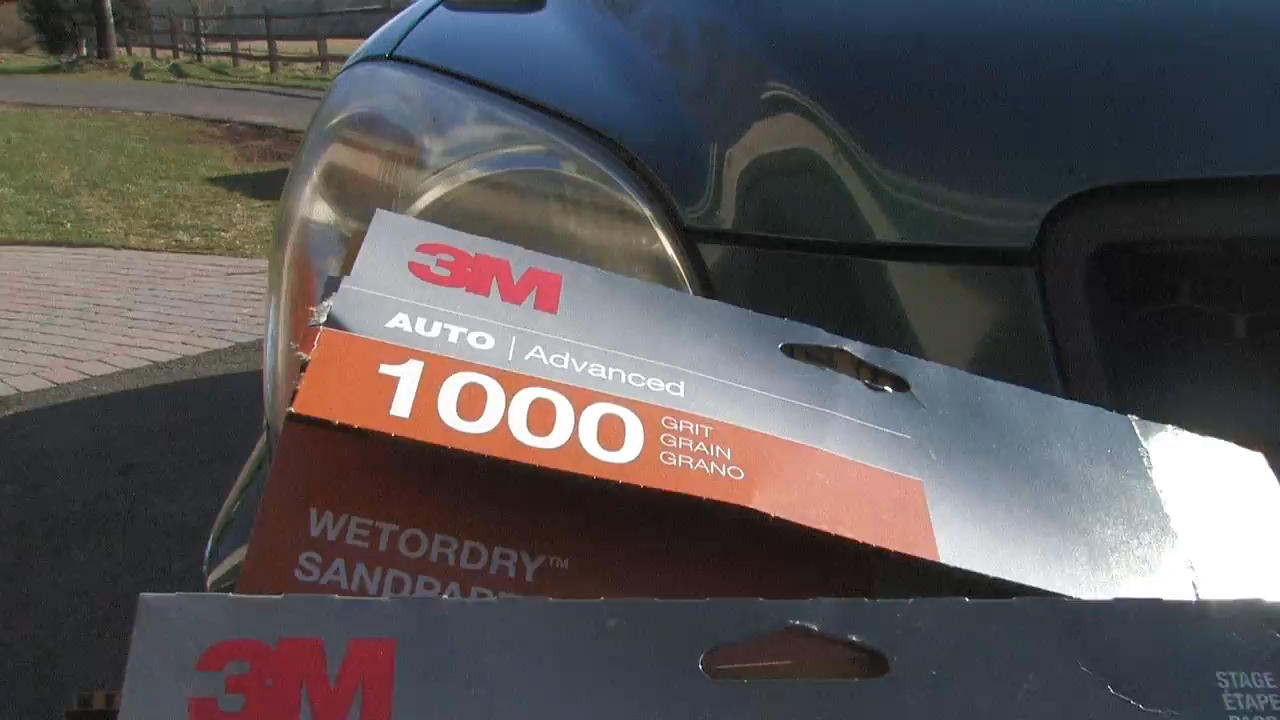 3M
AUTO | Advanced
1000
GRIT
GRAIN
GRANO
WETORDRY™
3M
STAGE
ÉTAPE